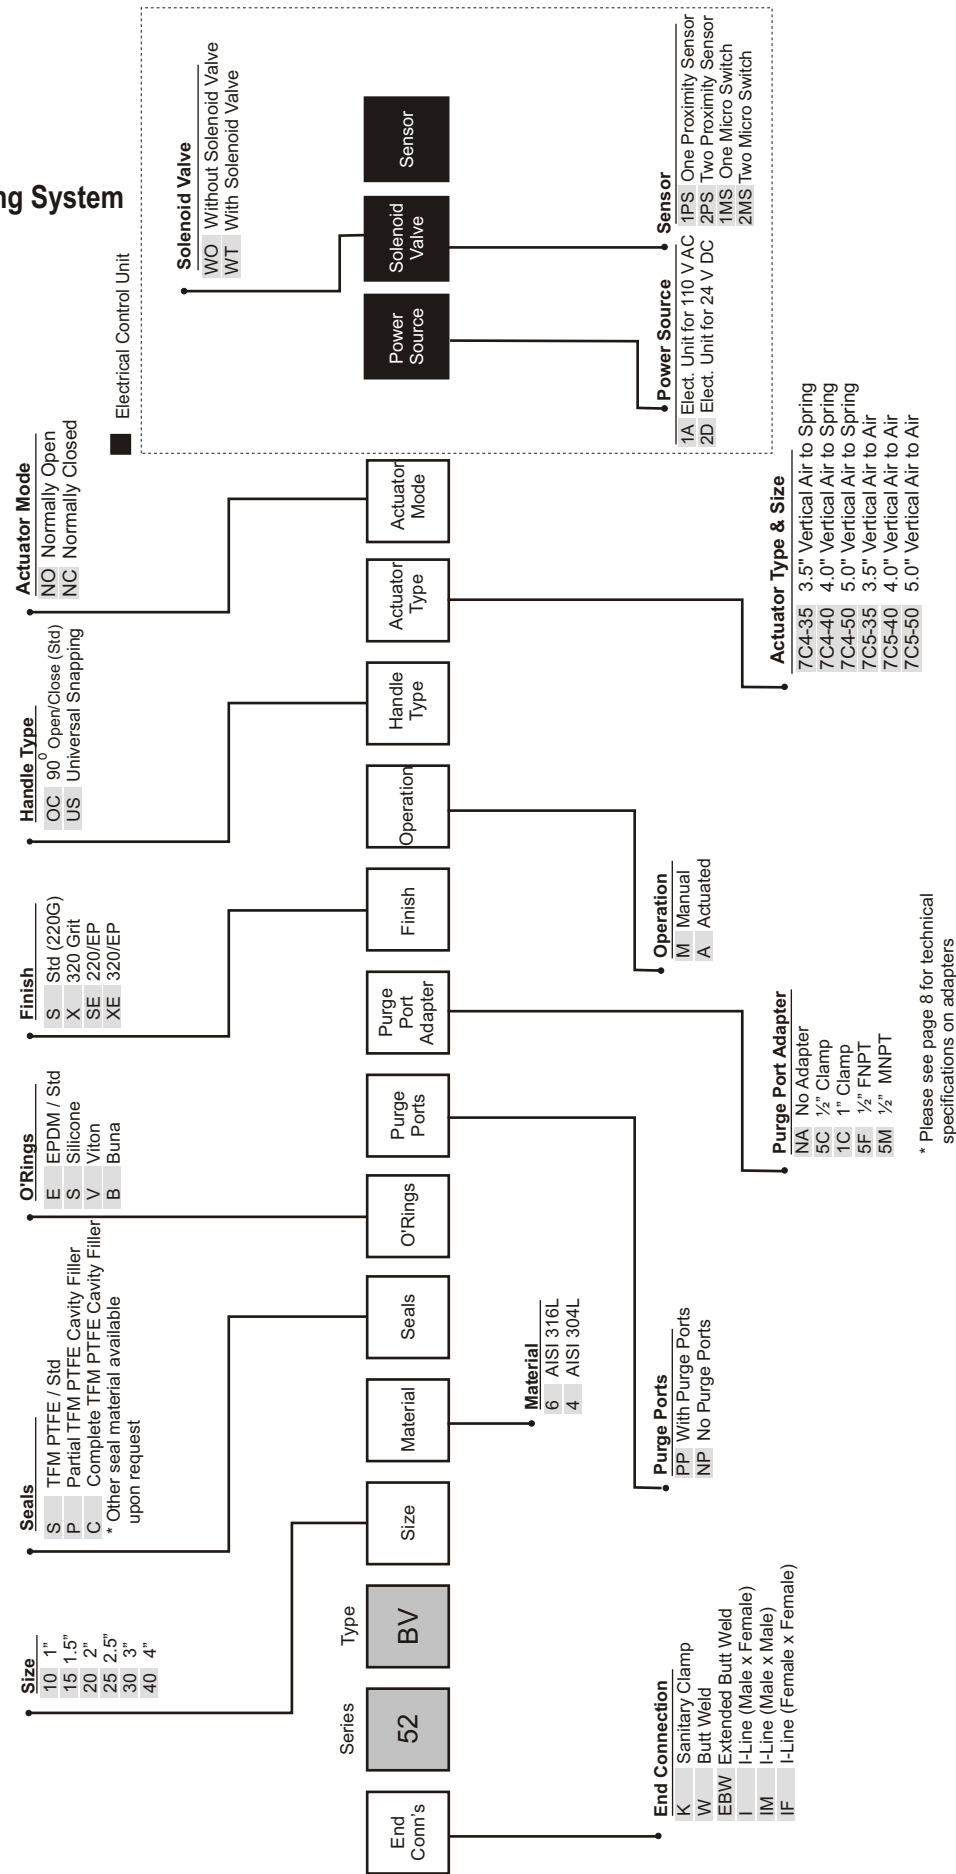 ng System
Electrical Control Unit
Size
10 1"
15 1.5"
20 2"
25 2.5"
30 3"
40 4"
Seals
S TFM PTFE / Std
P Partial TFM PTFE Cavity Filler
C Complete TFM PTFE Cavity Filler
* Other seal material available
upon request
O'Rings
E EPDM / Std
S Silicone
V Viton
B Buna
Finish
S Std (220G)
X 320 Grit
SE 220/EP
XE 320/EP
Handle Type
OC 90⁰ Open/Close (Std)
US Universal Snapping
Actuator Mode
NO Normally Open
NC Normally Closed
Solenoid Valve
WO Without Solenoid Valve
WT With Solenoid Valve
Series
Type
End
Conn's
52
BV
Size
Material
Seals
O'Rings
Purge
Ports
Purge
Port
Adapter
Finish
Operation
Handle
Type
Actuator
Type
Actuator
Mode
Power
Source
Solenoid
Valve
Sensor
End Connection
K Sanitary Clamp
W Butt Weld
EBW Extended Butt Weld
I I-Line (Male x Female)
IM I-Line (Male x Male)
IF I-Line (Female x Female)
Material
6 AISI 316L
4 AISI 304L
Purge Ports
PP With Purge Ports
NP No Purge Ports
Purge Port Adapter
NA No Adapter
5C ½" Clamp
1C 1" Clamp
5F ½" FNPT
5M ½" MNPT
Operation
M Manual
A Actuated
Actuator Type & Size
7C4-35 3.5" Vertical Air to Spring
7C4-40 4.0" Vertical Air to Spring
7C4-50 5.0" Vertical Air to Spring
7C5-35 3.5" Vertical Air to Air
7C5-40 4.0" Vertical Air to Air
7C5-50 5.0" Vertical Air to Air
Power Source
1A Elect. Unit for 110 V AC
2D Elect. Unit for 24 V DC
Sensor
1PS One Proximity Sensor
2PS Two Proximity Sensor
1MS One Micro Switch
2MS Two Micro Switch
* Please see page 8 for technical
specifications on adapters